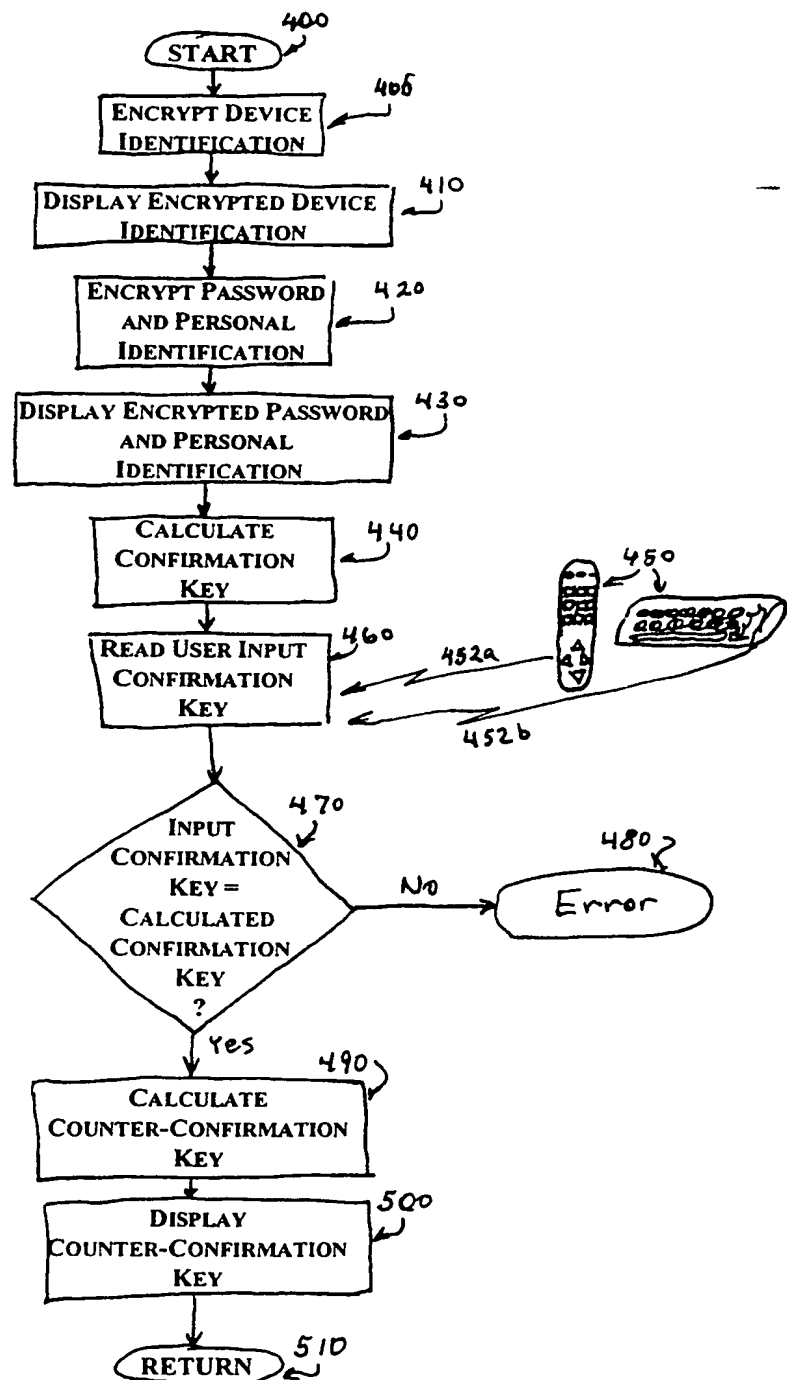 400
START
405
ENCRYPT DEVICE
IDENTIFICATION
410
DISPLAY ENCRYPTED DEVICE
IDENTIFICATION
420
ENCRYPT PASSWORD
AND PERSONAL
IDENTIFICATION
430
DISPLAY ENCRYPTED PASSWORD
AND PERSONAL
IDENTIFICATION
440
CALCULATE
CONFIRMATION
KEY
450
460
READ USER INPUT
CONFIRMATION
KEY
452a
452b
470
INPUT
CONFIRMATION
KEY =
CALCULATED
CONFIRMATION
KEY
?
No
480
Error
Yes
490
CALCULATE
COUNTER-CONFIRMATION
KEY
500
DISPLAY
COUNTER-CONFIRMATION
KEY
510
RETURN